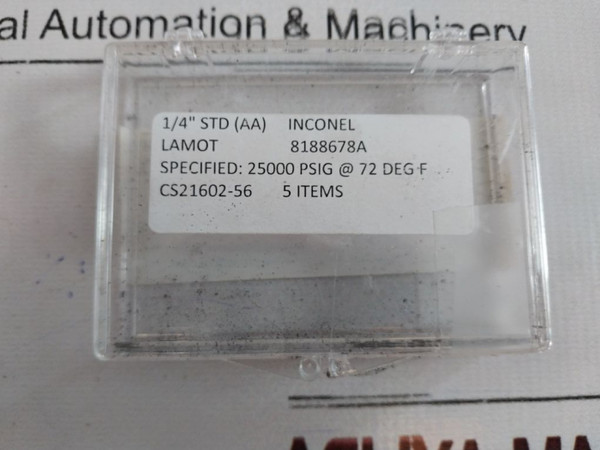 al Automation & Machinery
1/4" STD (AA) INCONEL
LAMOT 8188678A
SPECIFIED: 25000 PSIG @ 72 DEG F
CS21602-56 5 ITEMS